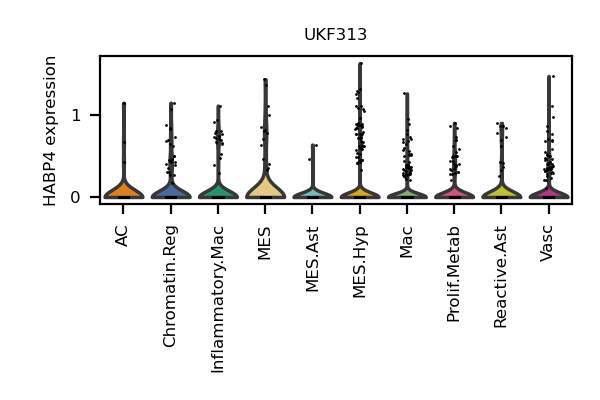 UKF313
HABP4 expression
1
0
AC
Chromatin.Reg
Inflammatory.Mac
MES
MES.Ast
MES.Hyp
Mac
Prolif.Metab
Reactive.Ast
Vasc